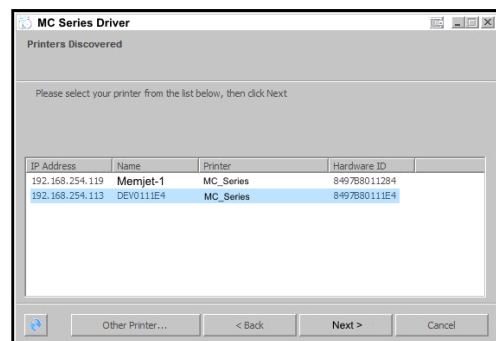 MC Series Driver
Printers Discovered
Please select your printer from the list below, then click Next
IP Address Name Printer Hardware ID
192.168.254.119 Memjet-1 MC_Series 8497B8011284
192.168.254.113 DEV0111E4 MC_Series 8497B80111E4
Other Printer... < Back Next > Cancel